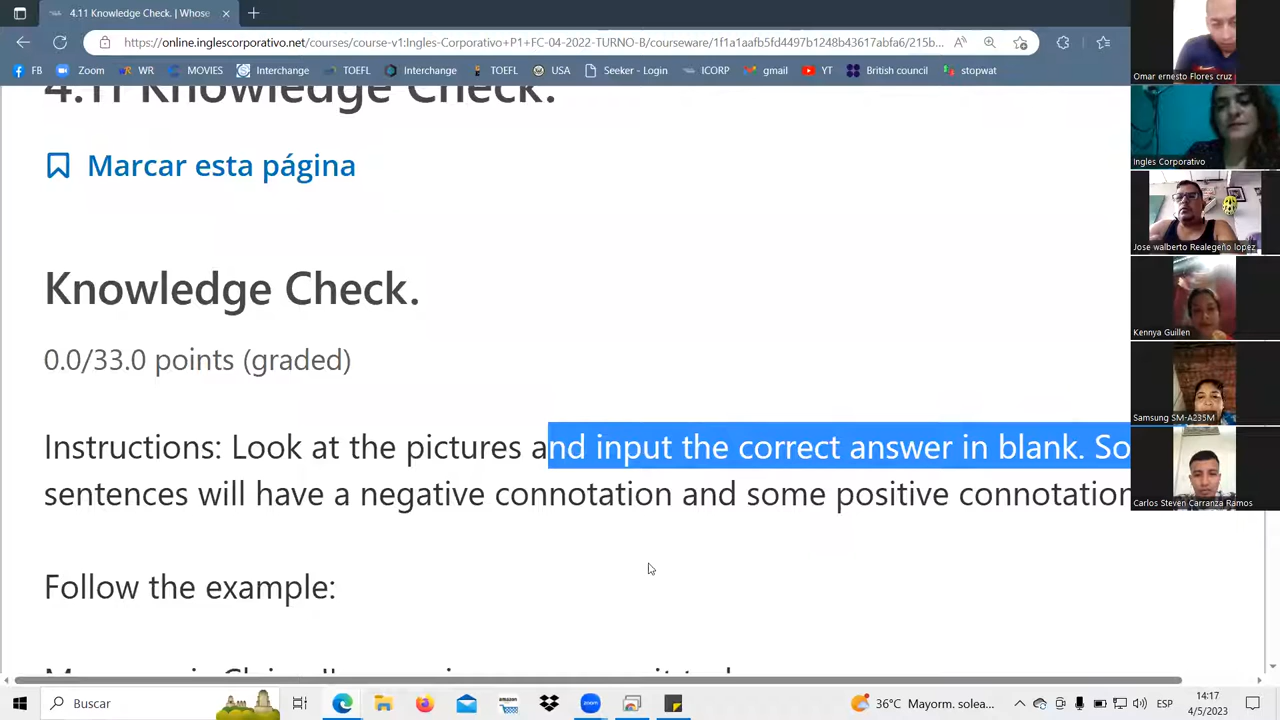 4.11 Knowledge Check. | Whose
https://online.inglescorporativo.net/courses/course-v1:Ingles-Corporativo+P1+FC-04-2022-TURNO-B/courseware/1f1a1aafb5fd4497b1248b43617abfa6/215b...
FB Zoom WR MOVIES Interchange TOEFL Interchange TOEFL USA Seeker - Login ICORP gmail YT British council stopwat
4.11 Knowledge Check.
Marcar esta página
Knowledge Check.
0.0/33.0 points (graded)
Instructions: Look at the pictures and input the correct answer in blank. So
sentences will have a negative connotation and some positive connotation
Follow the example:
Omar ernesto Flores cruz
Ingles Corporativo
Jose walberto Realegeño lopez
Kennya Guillen
Samsung SM-A235M
Carlos Steven Carranza Ramos
Buscar
36°C Mayorm. solea...
ESP
14:17
4/5/2023